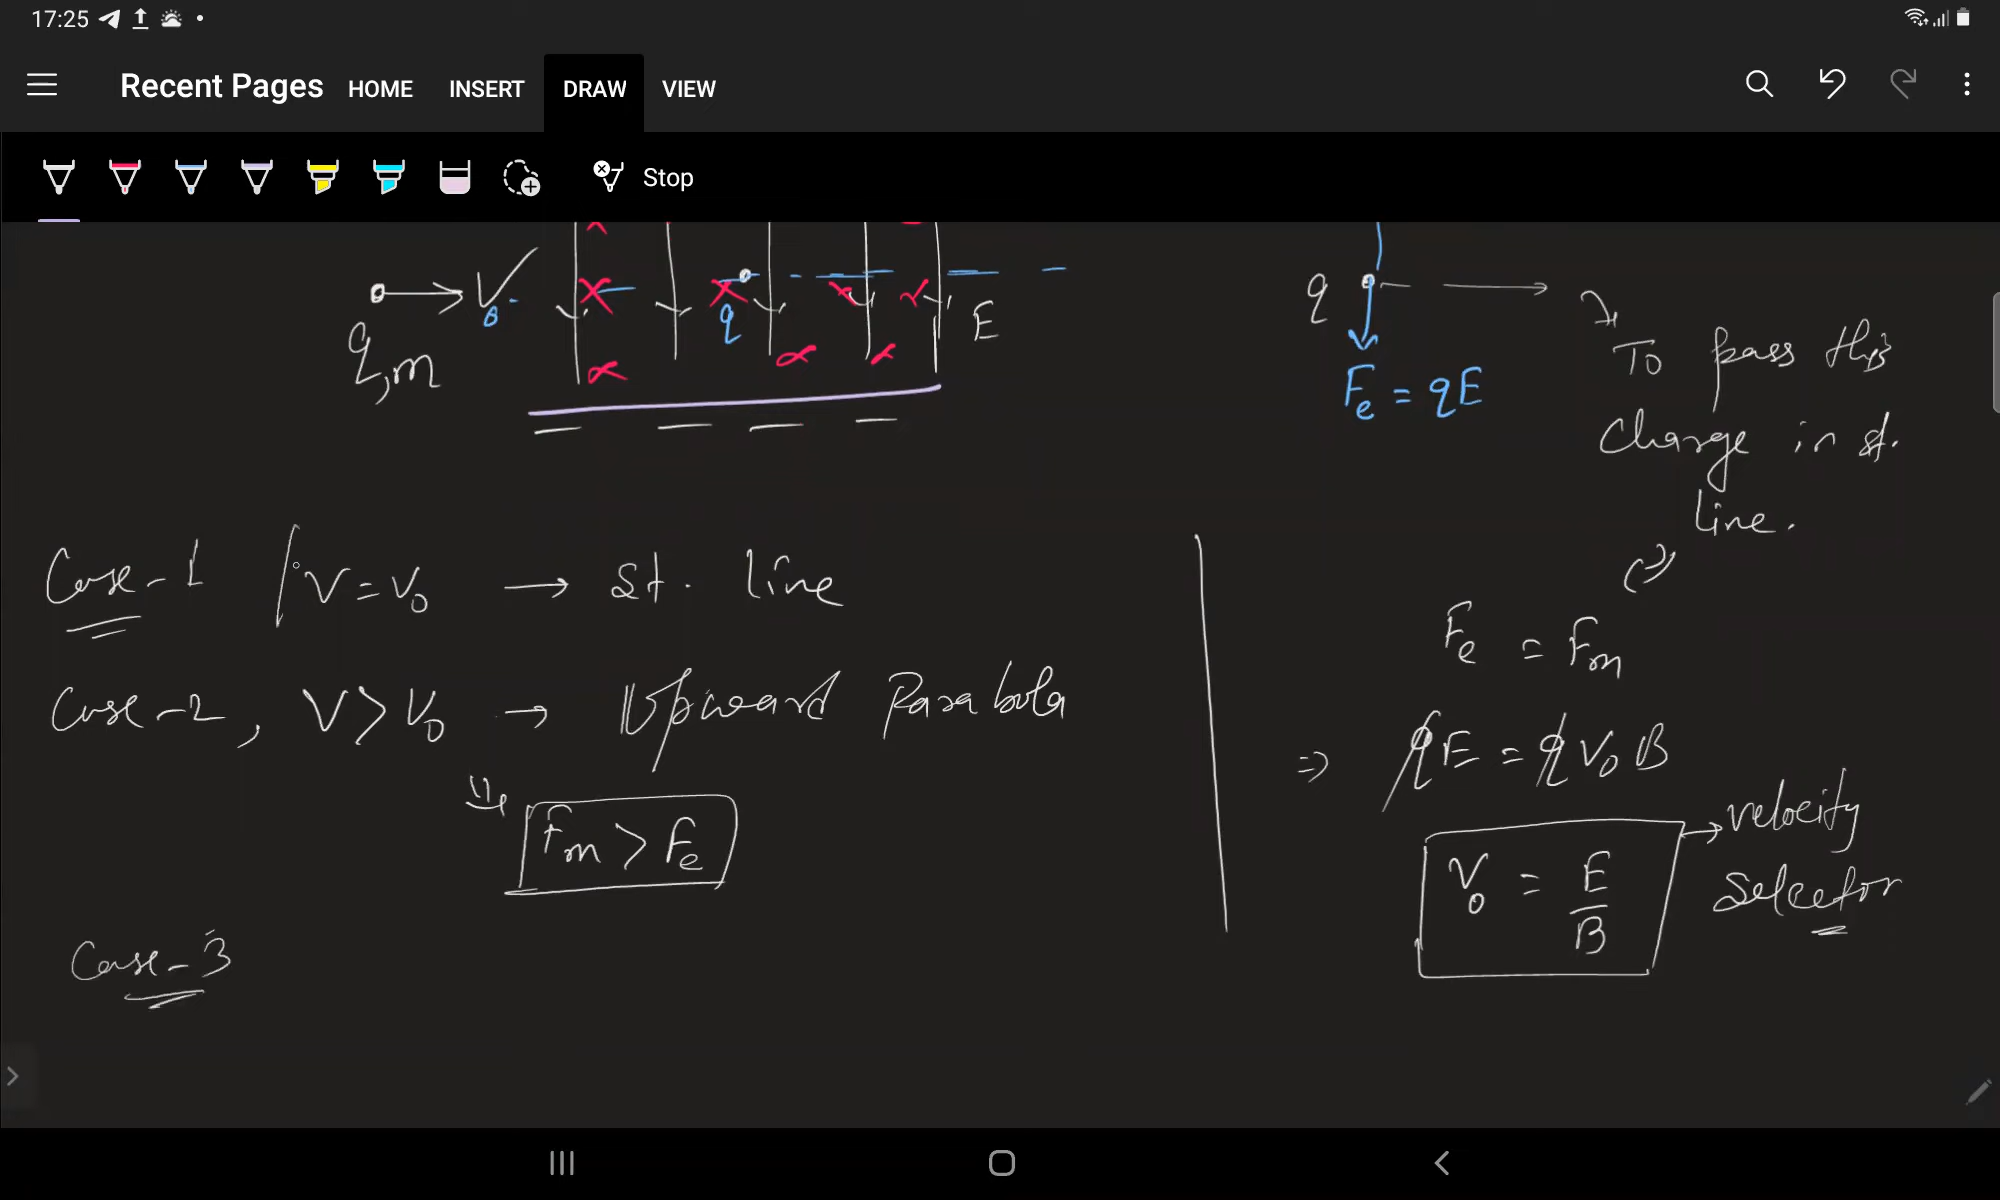 17:25
Recent Pages HOME INSERT DRAW VIEW
Stop
q,m
V
q
E
q
Fe = qE
To pass this
charge in st.
line.
Case-1 V = V₀ → St. line
Case-2, V > V₀ → Upward Parabola
Fm > Fe
Case-3
Fe = Fm
⇒ qE = qV₀B
V₀ = E/B → velocity
selector